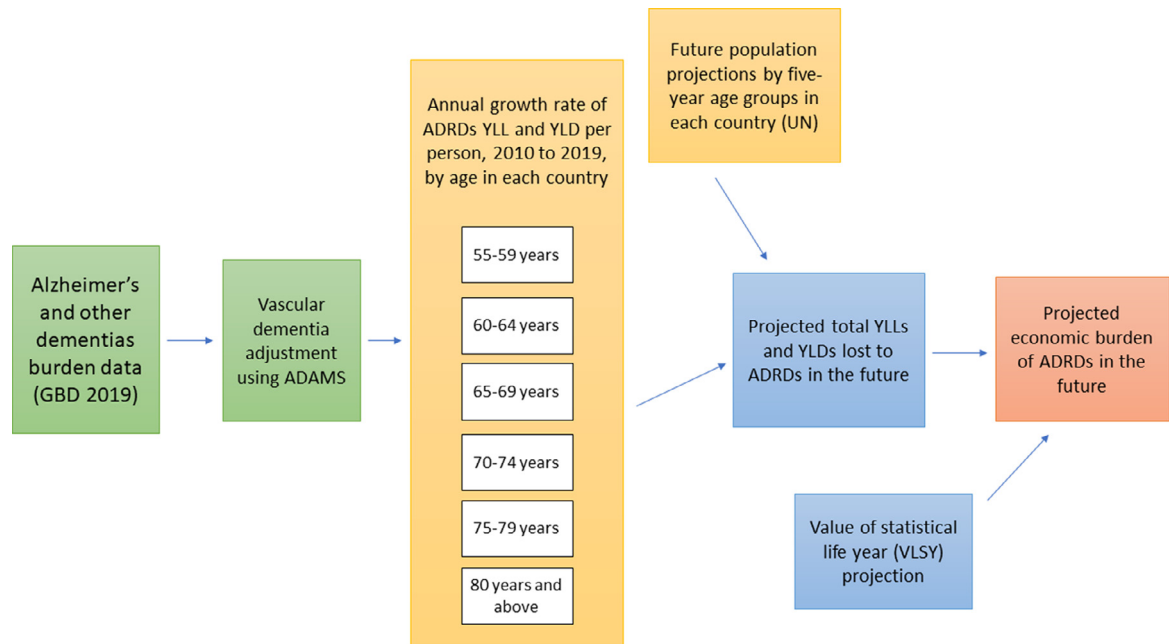 Alzheimer's
and other
dementias
burden data
(GBD 2019)
Vascular
dementia
adjustment
using ADAMS
Annual growth rate of
ADRDs YLL and YLD per
person, 2010 to 2019,
by age in each country
55-59 years
60-64 years
65-69 years
70-74 years
75-79 years
80 years and
above
Future population
projections by five-
year age groups in
each country (UN)
Projected total YLLs
and YLDs lost to
ADRDs in the future
Value of statistical
life year (VLSY)
projection
Projected
economic burden
of ADRDs in the
future